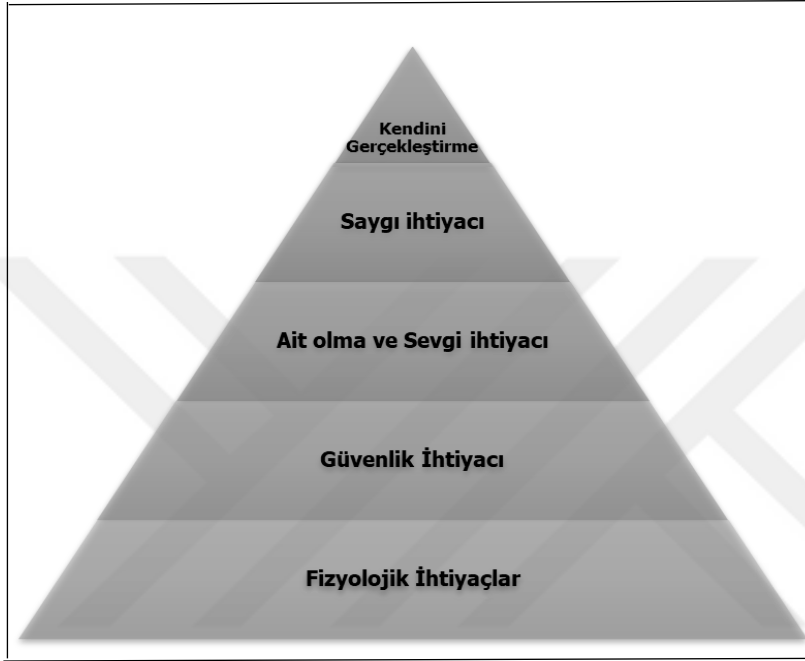 Kendini
Gerçekleştirme
Saygı ihtiyacı
Ait olma ve Sevgi ihtiyacı
Güvenlik İhtiyacı
Fizyolojik İhtiyaçlar